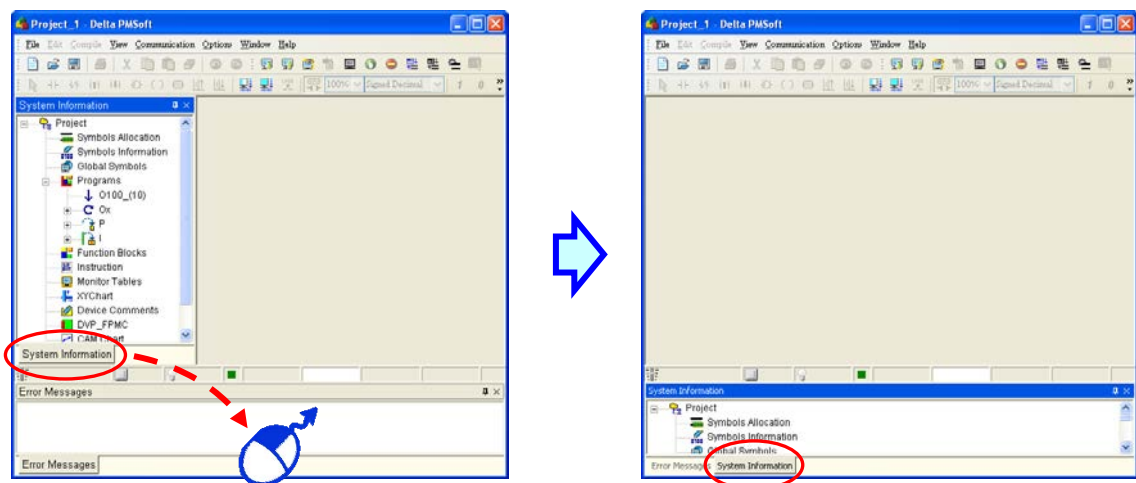 Project_1 - Delta PMSoft
File Edit Compile View Communication Options Window Help
100% Signed Decimal
System Information
Project
Symbols Allocation
Symbols Information
Global Symbols
Programs
O100_(10)
Ox
P
I
Function Blocks
Instruction
Monitor Tables
XYChart
Device Comments
DVP_FPMC
CAM Chart
System Information
Error Messages
Error Messages
Project_1 - Delta PMSoft
File Edit Compile View Communication Options Window Help
100% Signed Decimal
System Information
Project
Symbols Allocation
Symbols Information
Global Symbols
Error Messages System Information